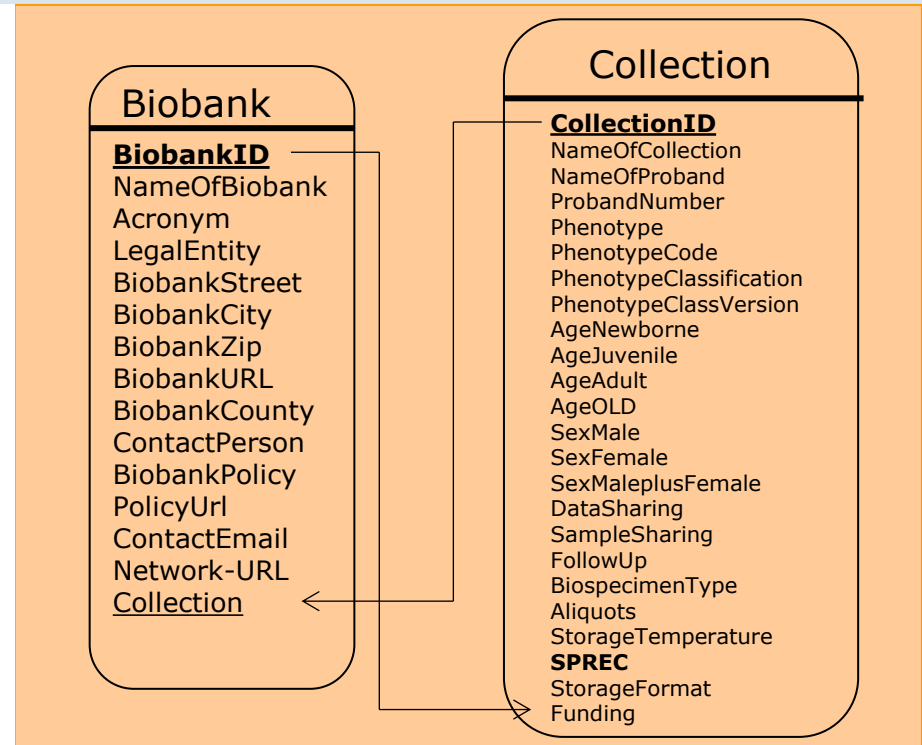 Biobank
BiobankID
NameOfBiobank
Acronym
LegalEntity
BiobankStreet
BiobankCity
BiobankZip
BiobankURL
BiobankCounty
ContactPerson
BiobankPolicy
PolicyUrl
ContactEmail
Network-URL
Collection
Collection
CollectionID
NameOfCollection
NameOfProband
ProbandNumber
Phenotype
PhenotypeCode
PhenotypeClassification
PhenotypeClassVersion
AgeNewborne
AgeJuvenile
AgeAdult
AgeOLD
SexMale
SexFemale
SexMaleplusFemale
DataSharing
SampleSharing
FollowUp
BiospecimenType
Aliquots
StorageTemperature
SPREC
StorageFormat
Funding